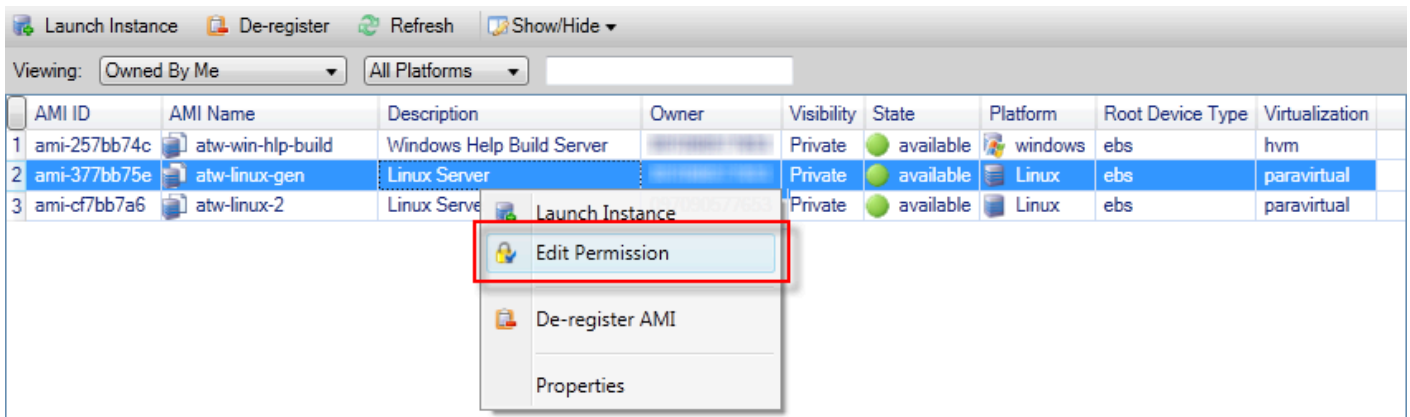 Launch Instance De-register Refresh Show/Hide
Viewing: Owned By Me All Platforms
AMI ID AMI Name Description Owner Visibility State Platform Root Device Type Virtualization
1 ami-257bb74c atw-win-hlp-build Windows Help Build Server Private available windows ebs hvm
2 ami-377bb75e atw-linux-gen Linux Server Private available Linux ebs paravirtual
3 ami-cf7bb7a6 atw-linux-2 Linux Serve Private available Linux ebs paravirtual
Launch Instance
Edit Permission
De-register AMI
Properties